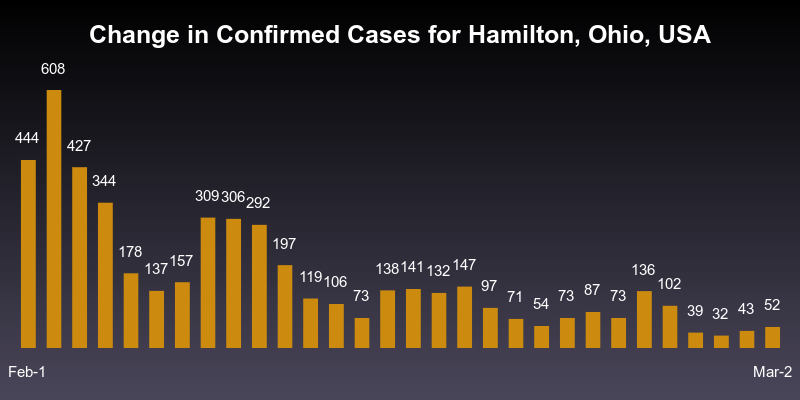 Change in Confirmed Cases for Hamilton, Ohio, USA
444 608 427 344 178 137 157 309 306 292 197 119 106 73 138 141 132 147 97 71 54 73 87 73 136 102 39 32 43 52
Feb-1 Mar-2